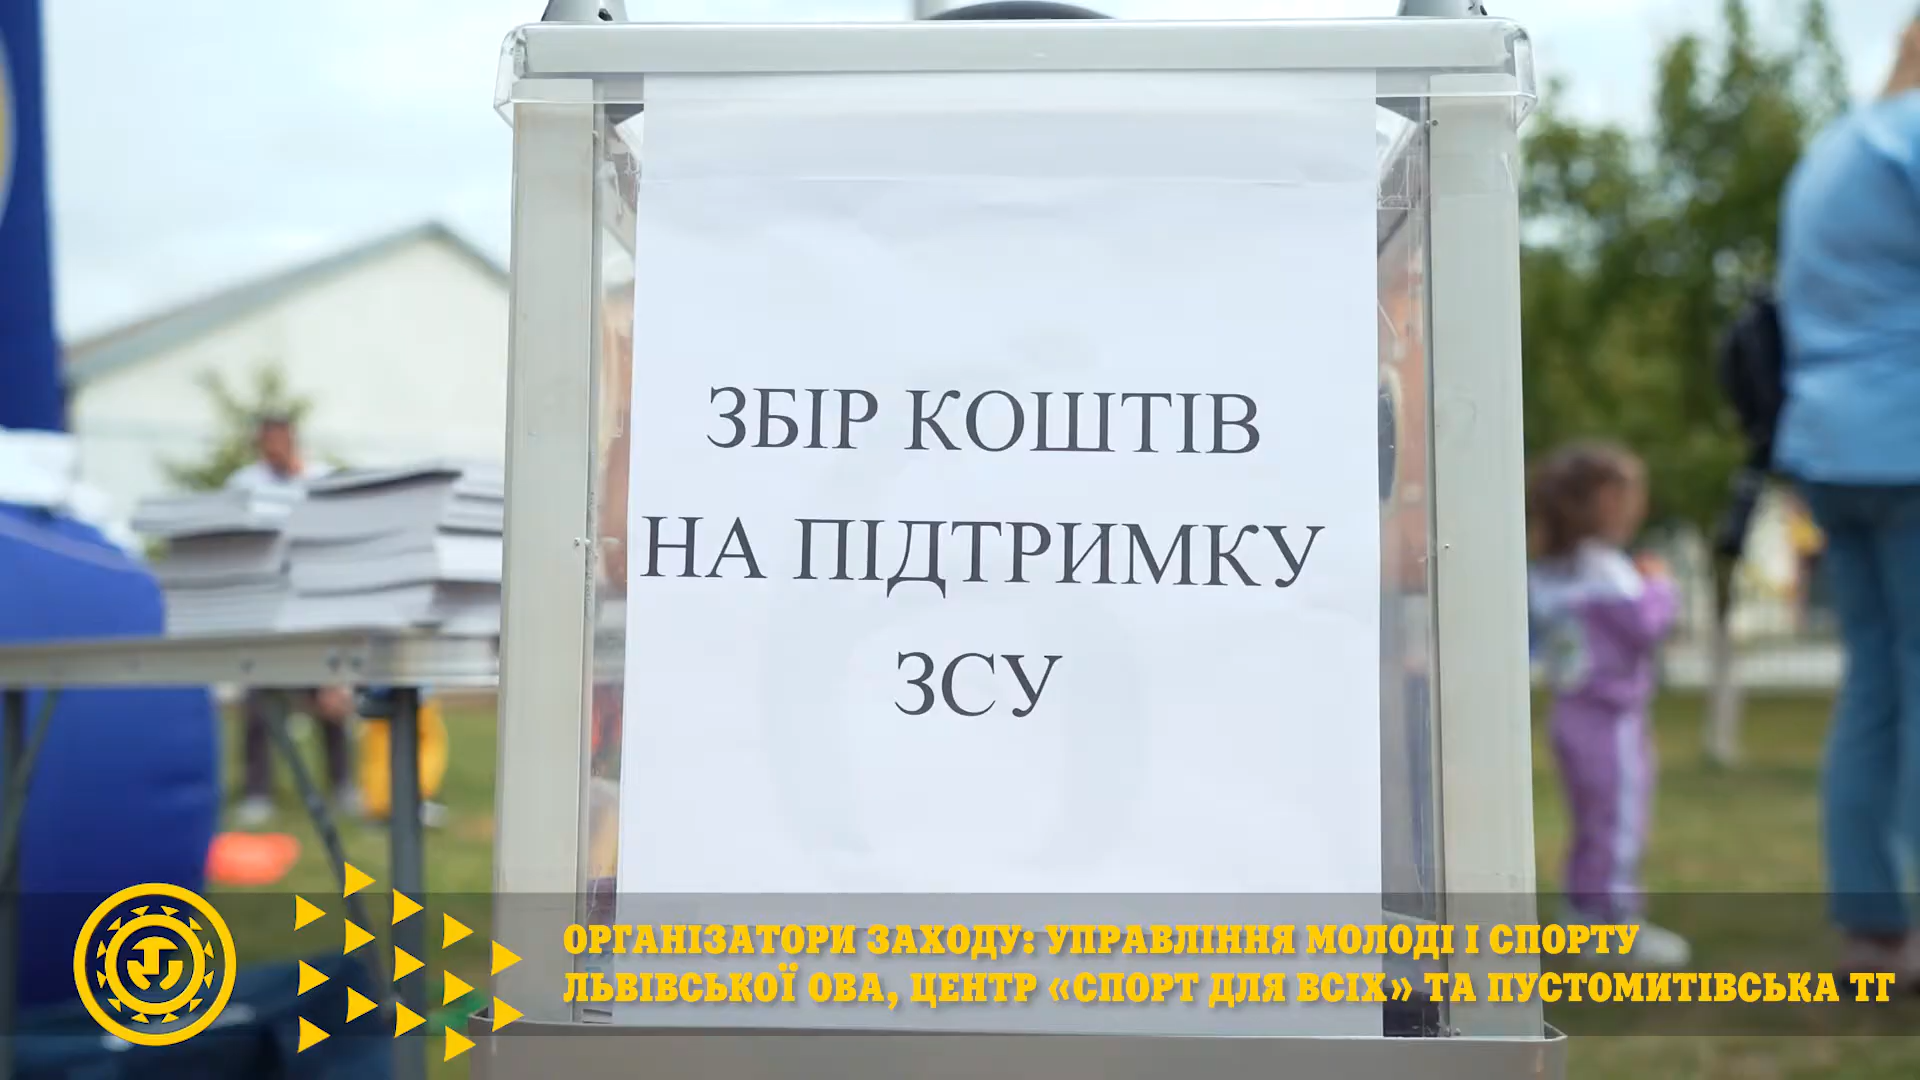 ЗБІР КОШТІВ
НА ПІДТРИМКУ
ЗСУ
ОРГАНІЗАТОРИ ЗАХОДУ: УПРАВЛІННЯ МОЛОДІ І СПОРТУ
ЛЬВІВСЬКОЇ ОВА, ЦЕНТР «СПОРТ ДЛЯ ВСІХ» ТА ПУСТОМИТІВСЬКА ТГ